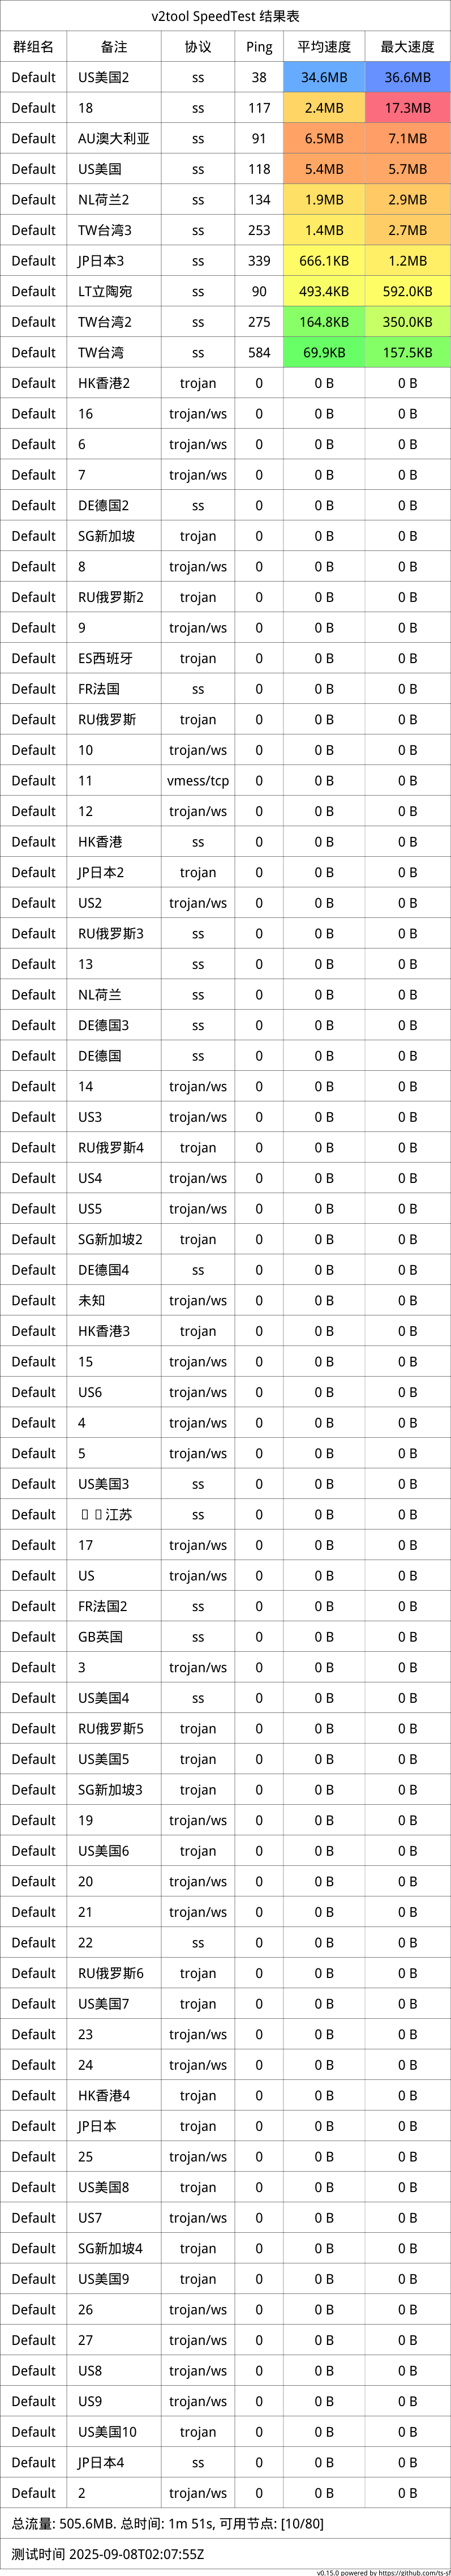 v2tool SpeedTest 结果表
群组名 备注 协议 Ping 平均速度 最大速度
Default US美国2 ss 38 34.6MB 36.6MB
Default 18 ss 117 2.4MB 17.3MB
Default AU澳大利亚 ss 91 6.5MB 7.1MB
Default US美国 ss 118 5.4MB 5.7MB
Default NL荷兰2 ss 134 1.9MB 2.9MB
Default TW台湾3 ss 253 1.4MB 2.7MB
Default JP日本3 ss 339 666.1KB 1.2MB
Default LT立陶宛 ss 90 493.4KB 592.0KB
Default TW台湾2 ss 275 164.8KB 350.0KB
Default TW台湾 ss 584 69.9KB 157.5KB
Default HK香港2 trojan 0 0 B 0 B
Default 16 trojan/ws 0 0 B 0 B
Default 6 trojan/ws 0 0 B 0 B
Default 7 trojan/ws 0 0 B 0 B
Default DE德国2 ss 0 0 B 0 B
Default SG新加坡 trojan 0 0 B 0 B
Default 8 trojan/ws 0 0 B 0 B
Default RU俄罗斯2 trojan 0 0 B 0 B
Default 9 trojan/ws 0 0 B 0 B
Default ES西班牙 trojan 0 0 B 0 B
Default FR法国 ss 0 0 B 0 B
Default RU俄罗斯 trojan 0 0 B 0 B
Default 10 trojan/ws 0 0 B 0 B
Default 11 vmess/tcp 0 0 B 0 B
Default 12 trojan/ws 0 0 B 0 B
Default HK香港 ss 0 0 B 0 B
Default JP日本2 trojan 0 0 B 0 B
Default US2 trojan/ws 0 0 B 0 B
Default RU俄罗斯3 ss 0 0 B 0 B
Default 13 ss 0 0 B 0 B
Default NL荷兰 ss 0 0 B 0 B
Default DE德国3 ss 0 0 B 0 B
Default DE德国 ss 0 0 B 0 B
Default 14 trojan/ws 0 0 B 0 B
Default US3 trojan/ws 0 0 B 0 B
Default RU俄罗斯4 trojan 0 0 B 0 B
Default US4 trojan/ws 0 0 B 0 B
Default US5 trojan/ws 0 0 B 0 B
Default SG新加坡2 trojan 0 0 B 0 B
Default DE德国4 ss 0 0 B 0 B
Default 未知 trojan/ws 0 0 B 0 B
Default HK香港3 trojan 0 0 B 0 B
Default 15 trojan/ws 0 0 B 0 B
Default US6 trojan/ws 0 0 B 0 B
Default 4 trojan/ws 0 0 B 0 B
Default 5 trojan/ws 0 0 B 0 B
Default US美国3 ss 0 0 B 0 B
Default 江苏 ss 0 0 B 0 B
Default 17 trojan/ws 0 0 B 0 B
Default US trojan/ws 0 0 B 0 B
Default FR法国2 ss 0 0 B 0 B
Default GB英国 ss 0 0 B 0 B
Default 3 trojan/ws 0 0 B 0 B
Default US美国4 ss 0 0 B 0 B
Default RU俄罗斯5 trojan 0 0 B 0 B
Default US美国5 trojan 0 0 B 0 B
Default SG新加坡3 trojan 0 0 B 0 B
Default 19 trojan/ws 0 0 B 0 B
Default US美国6 trojan 0 0 B 0 B
Default 20 trojan/ws 0 0 B 0 B
Default 21 trojan/ws 0 0 B 0 B
Default 22 ss 0 0 B 0 B
Default RU俄罗斯6 trojan 0 0 B 0 B
Default US美国7 trojan 0 0 B 0 B
Default 23 trojan/ws 0 0 B 0 B
Default 24 trojan/ws 0 0 B 0 B
Default HK香港4 trojan 0 0 B 0 B
Default JP日本 trojan 0 0 B 0 B
Default 25 trojan/ws 0 0 B 0 B
Default US美国8 trojan 0 0 B 0 B
Default US7 trojan/ws 0 0 B 0 B
Default SG新加坡4 trojan 0 0 B 0 B
Default US美国9 trojan 0 0 B 0 B
Default 26 trojan/ws 0 0 B 0 B
Default 27 trojan/ws 0 0 B 0 B
Default US8 trojan/ws 0 0 B 0 B
Default US9 trojan/ws 0 0 B 0 B
Default US美国10 trojan 0 0 B 0 B
Default JP日本4 ss 0 0 B 0 B
Default 2 trojan/ws 0 0 B 0 B
总流量: 505.6MB. 总时间: 1m 51s, 可用节点: [10/80]
测试时间 2025-09-08T02:07:55Z
v0.15.0 powered by https://github.com/ts-sf